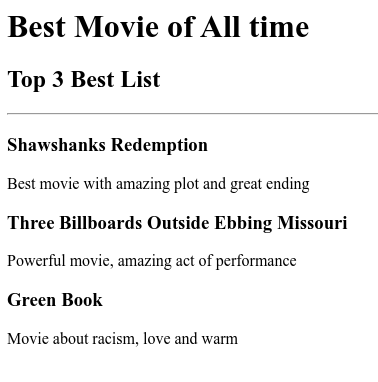 Best Movie of All time
Top 3 Best List
Shawshanks Redemption
Best movie with amazing plot and great ending
Three Billboards Outside Ebbing Missouri
Powerful movie, amazing act of performance
Green Book
Movie about racism, love and warm